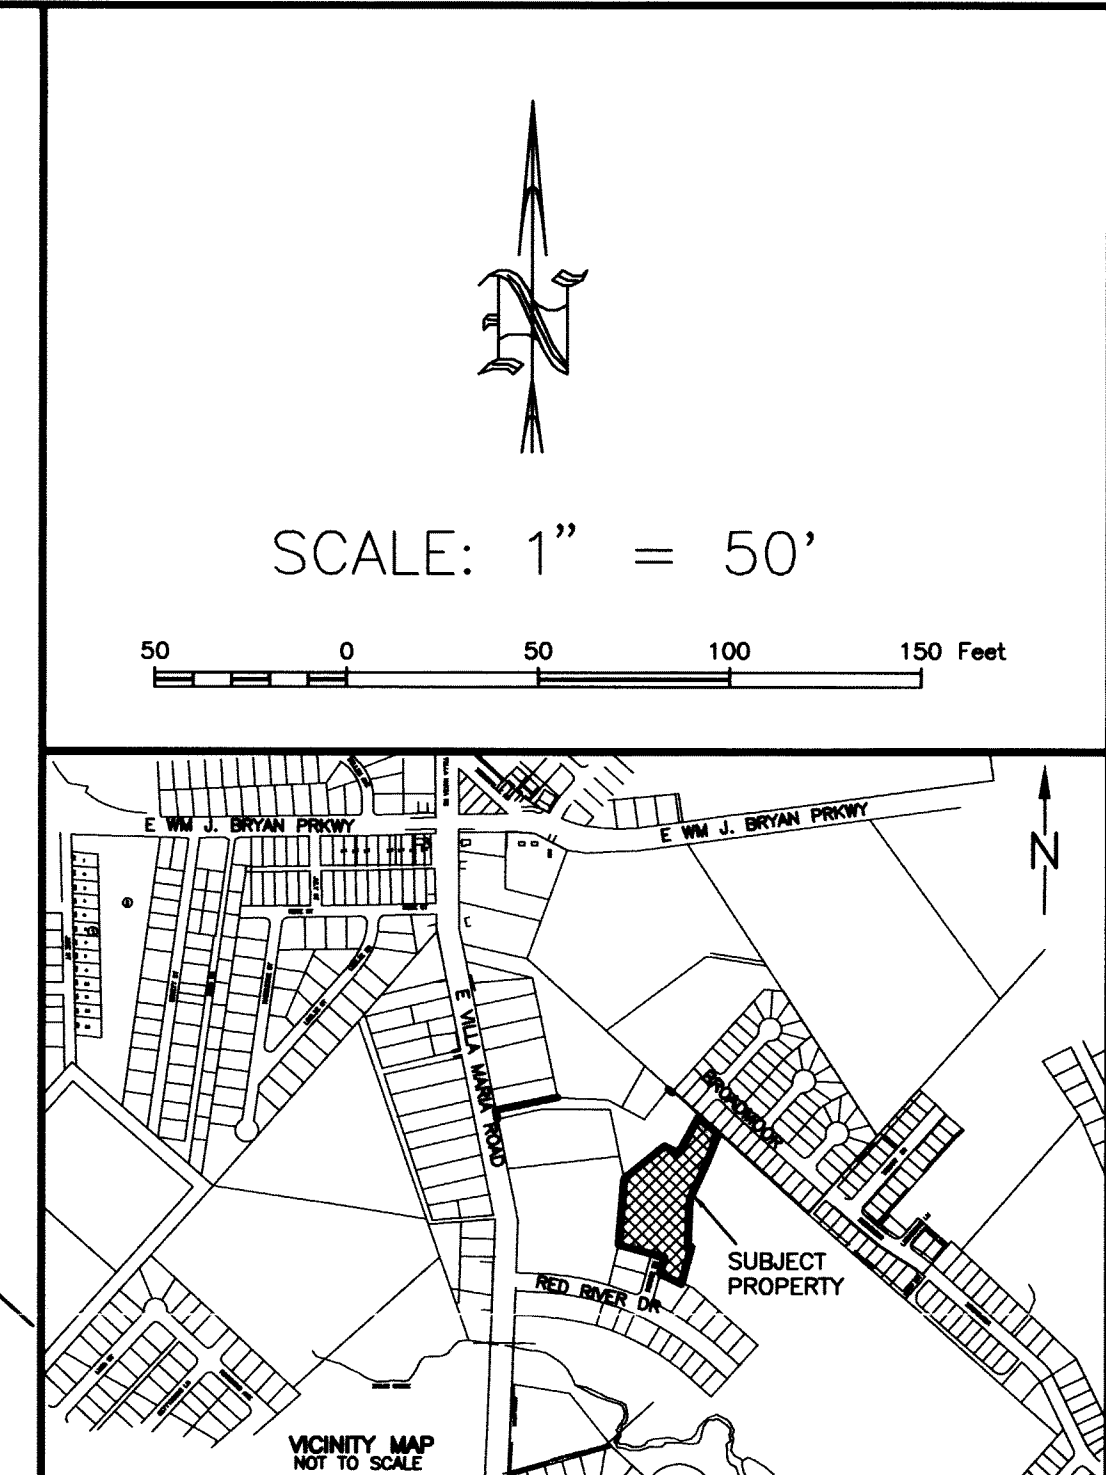 N
SCALE: 1" = 50'
50 0 50 100 150 Feet
E WM J. BRYAN PRKWY
E WM J. BRYAN PRKWY
N
E VILLA MARIA ROAD
BROADMOOR
SUBJECT
PROPERTY
RED RIVER DR
VICINITY MAP
NOT TO SCALE